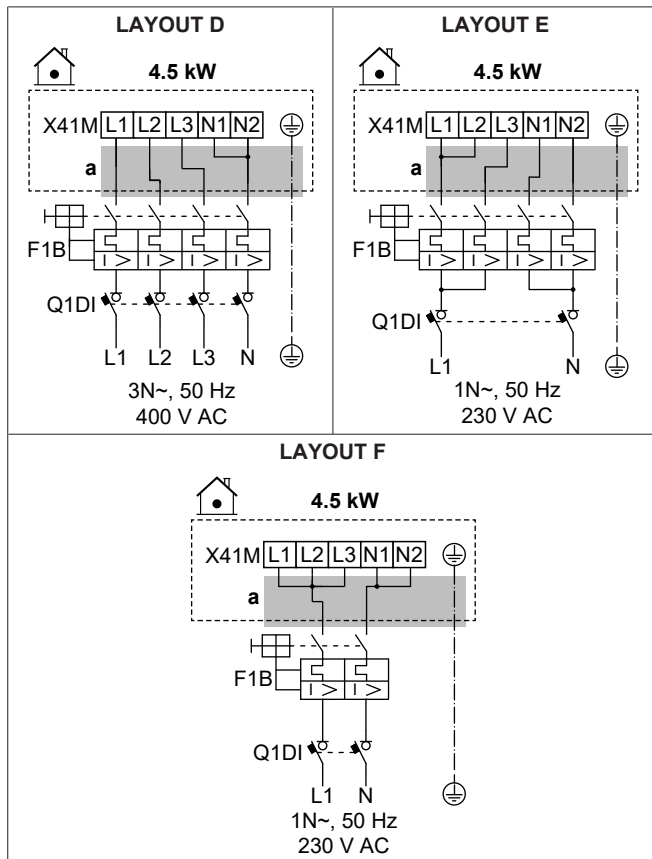 LAYOUT D
4.5 kW
X41M L1 L2 L3 N1 N2
a
F1B
I > I > I > I >
Q1DI
L1 L2 L3 N
3N~, 50 Hz
400 V AC
LAYOUT E
4.5 kW
X41M L1 L2 L3 N1 N2
a
F1B
I > I > I > I >
Q1DI
L1 N
1N~, 50 Hz
230 V AC
LAYOUT F
4.5 kW
X41M L1 L2 L3 N1 N2
a
F1B
I > I >
Q1DI
L1 N
1N~, 50 Hz
230 V AC